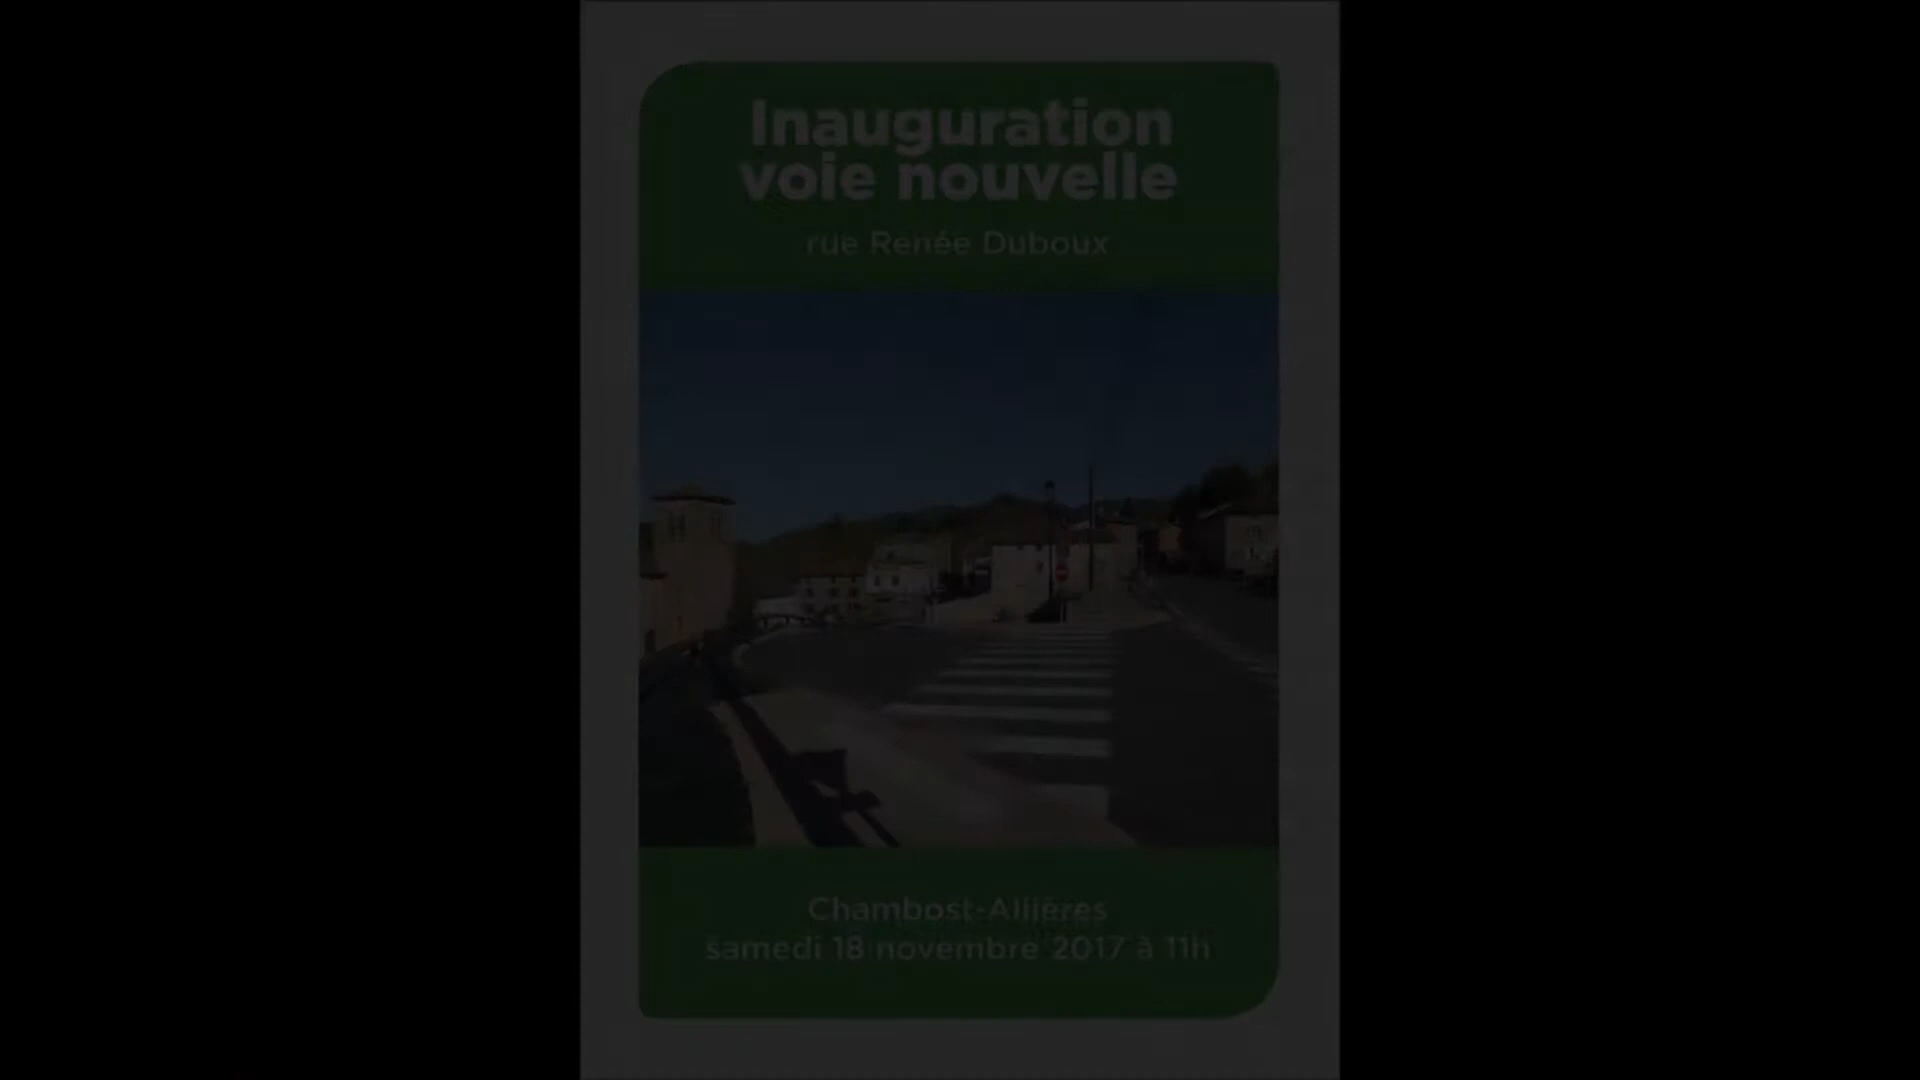 Inauguration
voie nouvelle
rue Renée Duboux
Chambost-Allières
samedi 18 novembre 2017 à 11h